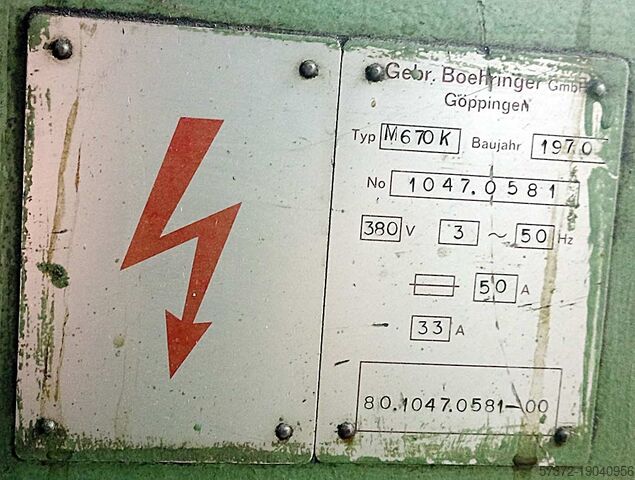 Gebr. Boehringer GmbH
Göppingen
Typ M670K Baujahr 1970
No 1047.0581
380 V 3 ~ 50 Hz
50 A
33 A
80.1047.0581-00
57372-19040956